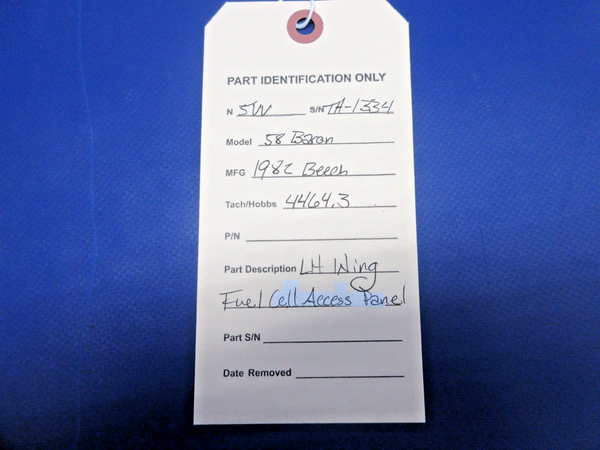 PART IDENTIFICATION ONLY
N 5W S/N TH-1334
Model 58 Baron
MFG 1982 Beech
Tach/Hobbs 4464.3
P/N
Part Description LH Wing
Fuel Cell Access Panel
Part S/N
Date Removed